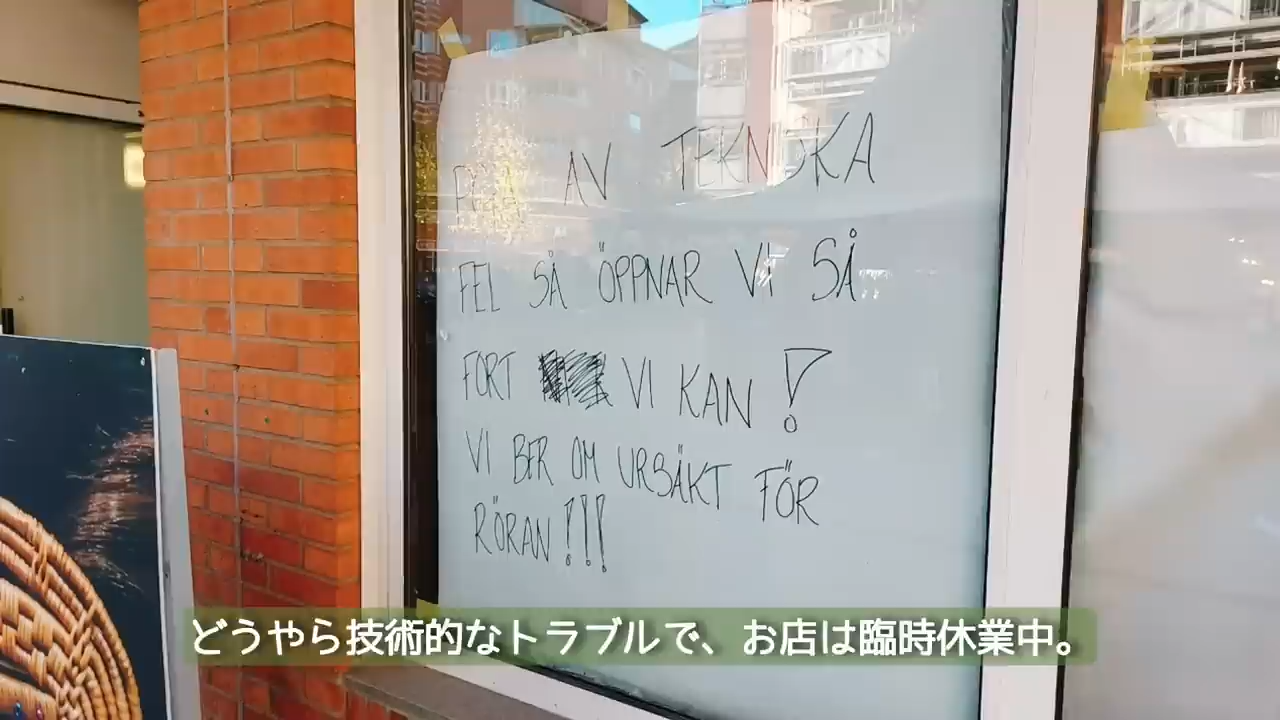 PGA AV TEKNISKA
FEL SÅ ÖPPNAR VI SÅ
FORT VI KAN!
VI BER OM URSÄKT FÖR
RÖRAN!!!
どうやら技術的なトラブルで、お店は臨時休業中。